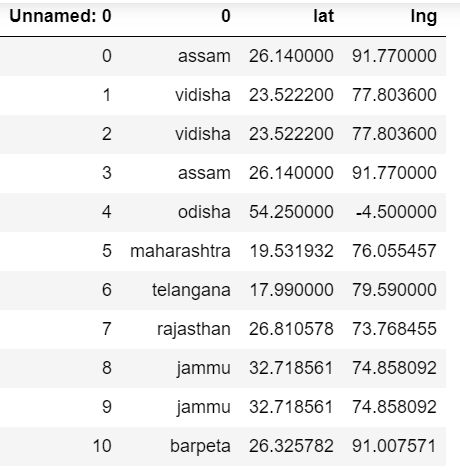 Unnamed: 0 0 lat lng
0 assam 26.140000 91.770000
1 vidisha 23.522200 77.803600
2 vidisha 23.522200 77.803600
3 assam 26.140000 91.770000
4 odisha 54.250000 -4.500000
5 maharashtra 19.531932 76.055457
6 telangana 17.990000 79.590000
7 rajasthan 26.810578 73.768455
8 jammu 32.718561 74.858092
9 jammu 32.718561 74.858092
10 barpeta 26.325782 91.007571